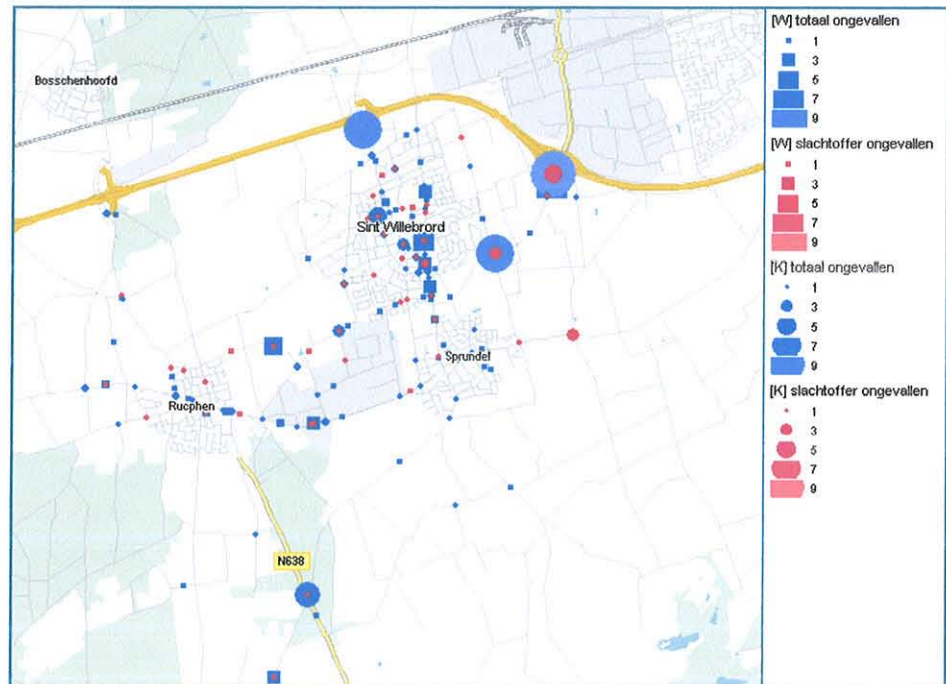 Bosschenhoofd
Sint Willebrord
Sprundel
Rucphen
N638
[W] totaal ongevallen
1
3
5
7
9
[W] slachtoffer ongevallen
1
3
5
7
9
[K] totaal ongevallen
1
3
5
7
9
[K] slachtoffer ongevallen
1
3
5
7
9